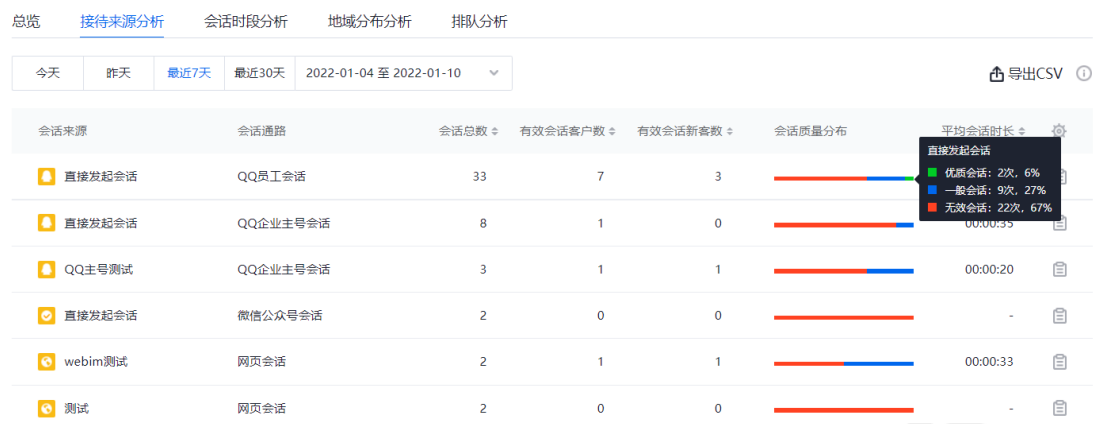 总览 接待来源分析 会话时段分析 地域分布分析 排队分析
今天 昨天 最近7天 最近30天 2022-01-04 至 2022-01-10 导出CSV
会话来源 会话通路 会话总数 有效会话客户数 有效会话新客数 会话质量分布 平均会话时长
直接发起会话
直接发起会话 QQ员工会话 33 7 3
优质会话：2次，6%
一般会话：9次，27%
无效会话：22次，67%
直接发起会话 QQ企业主号会话 8 1 0 00:00:35
QQ主号测试 QQ企业主号会话 3 1 1 00:00:20
直接发起会话 微信公众号会话 2 0 0 -
webim测试 网页会话 2 1 1 00:00:33
测试 网页会话 2 0 0 -